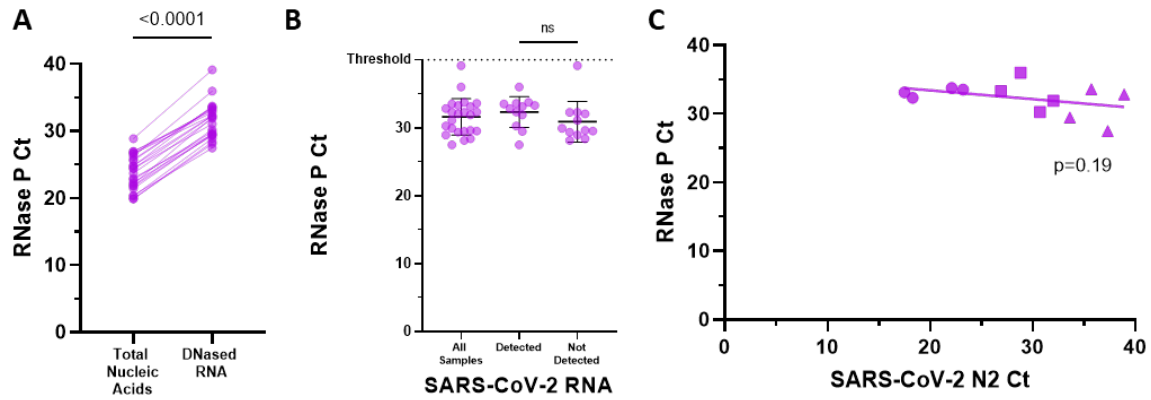 A
<0.0001
RNase P Ct
40
30
20
10
0
Total
Nucleic
Acids
DNased
RNA
B
ns
Threshold
RNase P Ct
30
20
10
0
All
Samples
Detected
Not
Detected
SARS-CoV-2 RNA
C
RNase P Ct
40
30
20
10
0
p=0.19
0
10
20
30
40
SARS-CoV-2 N2 Ct